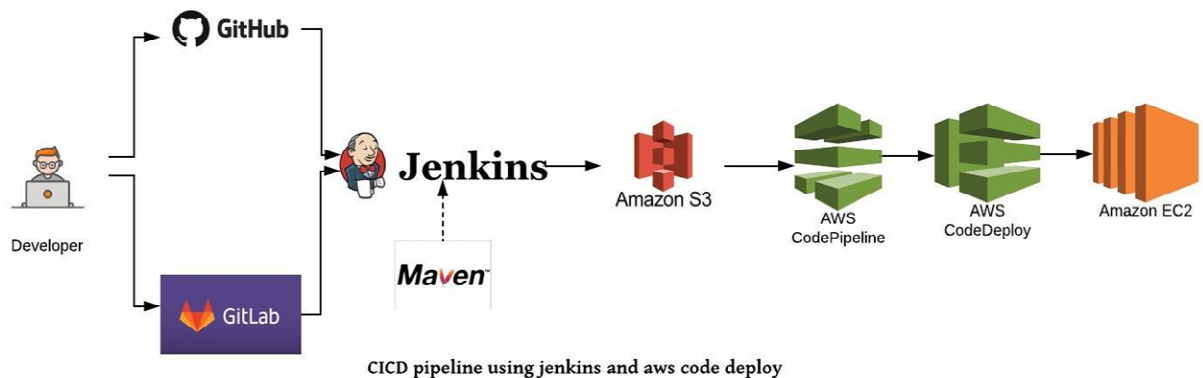 GitHub
Developer
GitLab
Jenkins
Maven™
Amazon S3
AWS
CodePipeline
AWS
CodeDeploy
Amazon EC2
CICD pipeline using jenkins and aws code deploy